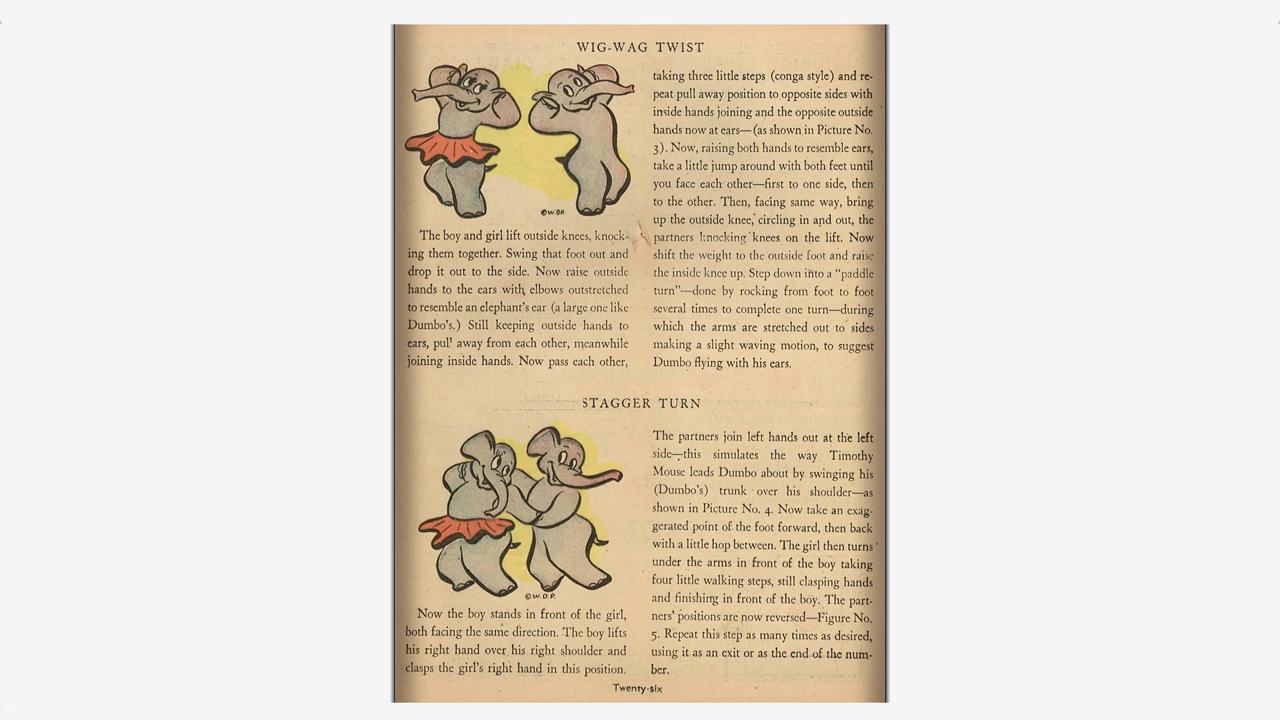 WIG-WAG TWIST
©W.D.P.
The boy and girl lift outside knees, knock-
ing them together. Swing that foot out and
drop it out to the side. Now raise outside
hands to the ears with elbows outstretched
to resemble an elephant's ear (a large one like
Dumbo's.) Still keeping outside hands to
ears, pull away from each other, meanwhile
joining inside hands. Now pass each other,
taking three little steps (conga style) and re-
peat pull away position to opposite sides with
inside hands joining and the opposite outside
hands now at ears—(as shown in Picture No.
3). Now, raising both hands to resemble ears,
take a little jump around with both feet until
you face each other—first to one side, then
to the other. Then, facing same way, bring
up the outside knee, circling in and out, the
partners knocking knees on the lift. Now
shift the weight to the outside foot and raise
the inside knee up. Step down into a "paddle
turn"—done by rocking from foot to foot
several times to complete one turn—during
which the arms are stretched out to sides
making a slight waving motion, to suggest
Dumbo flying with his ears.
STAGGER TURN
©W.D.P.
Now the boy stands in front of the girl,
both facing the same direction. The boy lifts
his right hand over his right shoulder and
clasps the girl's right hand in this position.
The partners join left hands out at the left
side—this simulates the way Timothy
Mouse leads Dumbo about by swinging his
(Dumbo's) trunk over his shoulder—as
shown in Picture No. 4. Now take an exag-
gerated point of the foot forward, then back
with a little hop between. The girl then turns
under the arms in front of the boy taking
four little walking steps, still clasping hands
and finishing in front of the boy. The part-
ners' positions are now reversed—Figure No.
5. Repeat this step as many times as desired,
using it as an exit or as the end of the num-
ber.
Twenty-six